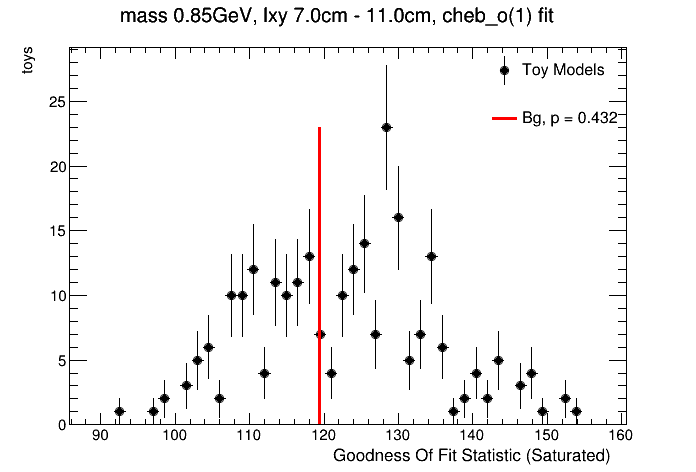 mass 0.85GeV, lxy 7.0cm - 11.0cm, cheb_o(1) fit
toys
Toy Models
Bg, p = 0.432
25
20
15
10
5
0
90 100 110 120 130 140 150 160
Goodness Of Fit Statistic (Saturated)